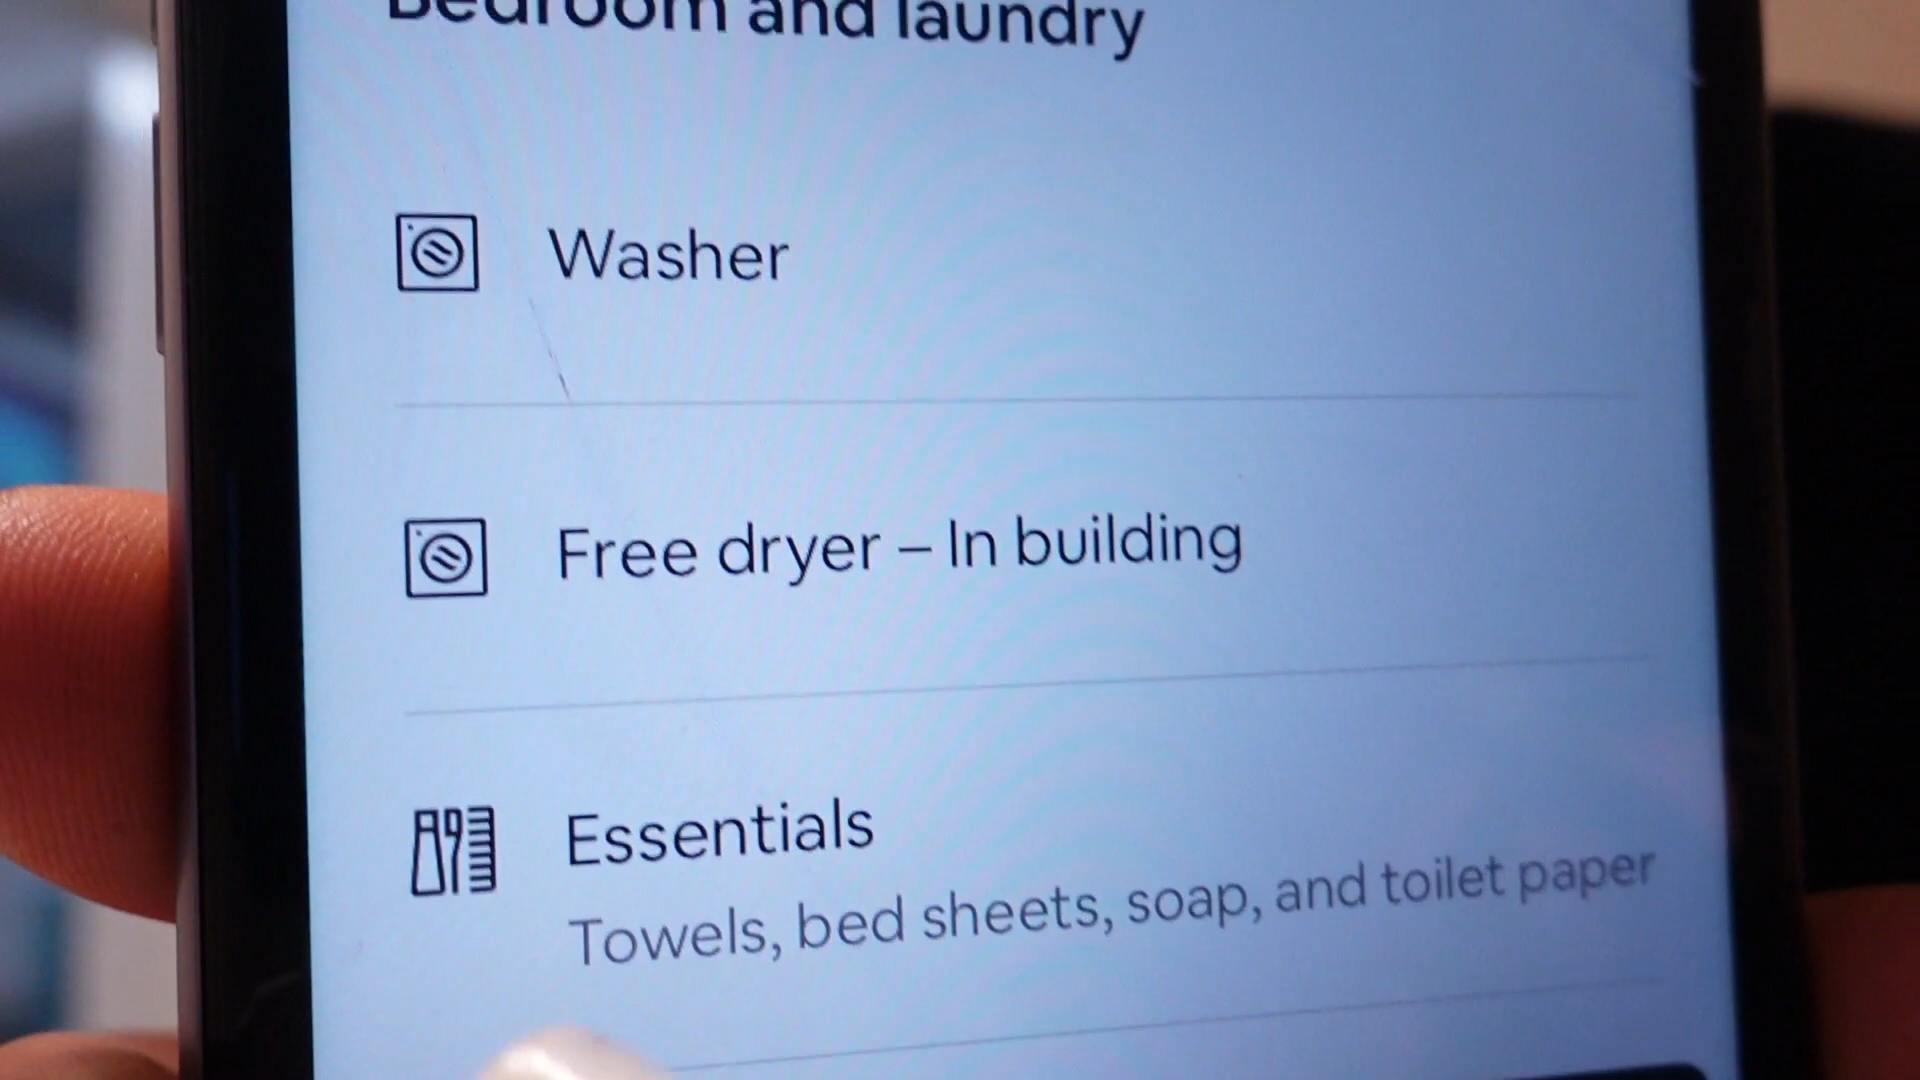 Bedroom and laundry
Washer
Free dryer – In building
Essentials
Towels, bed sheets, soap, and toilet paper